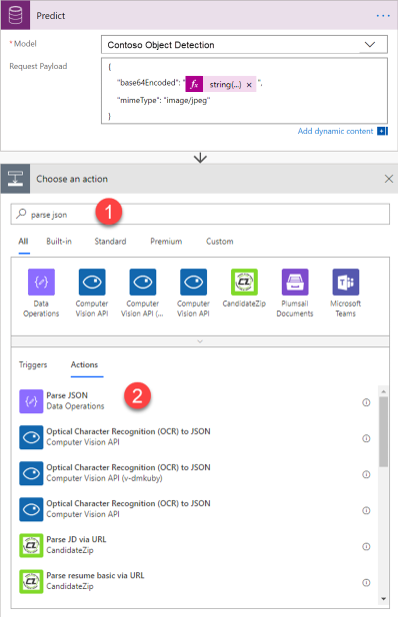 Predict
* Model
Contoso Object Detection
Request Payload
{
"base64Encoded": " fx string(...) × ",
"mimeType": "image/jpeg"
}
Add dynamic content
Choose an action
parse json
1
All Built-in Standard Premium Custom
Data Operations
Computer Vision API
Computer Vision API (...
Computer Vision API
CandidateZip
Plumsail Documents
Microsoft Teams
Triggers Actions
Parse JSON
Data Operations
2
Optical Character Recognition (OCR) to JSON
Computer Vision API
Optical Character Recognition (OCR) to JSON
Computer Vision API (v-dmkuby)
Optical Character Recognition (OCR) to JSON
Computer Vision API
Parse JD via URL
CandidateZip
Parse resume basic via URL
CandidateZip